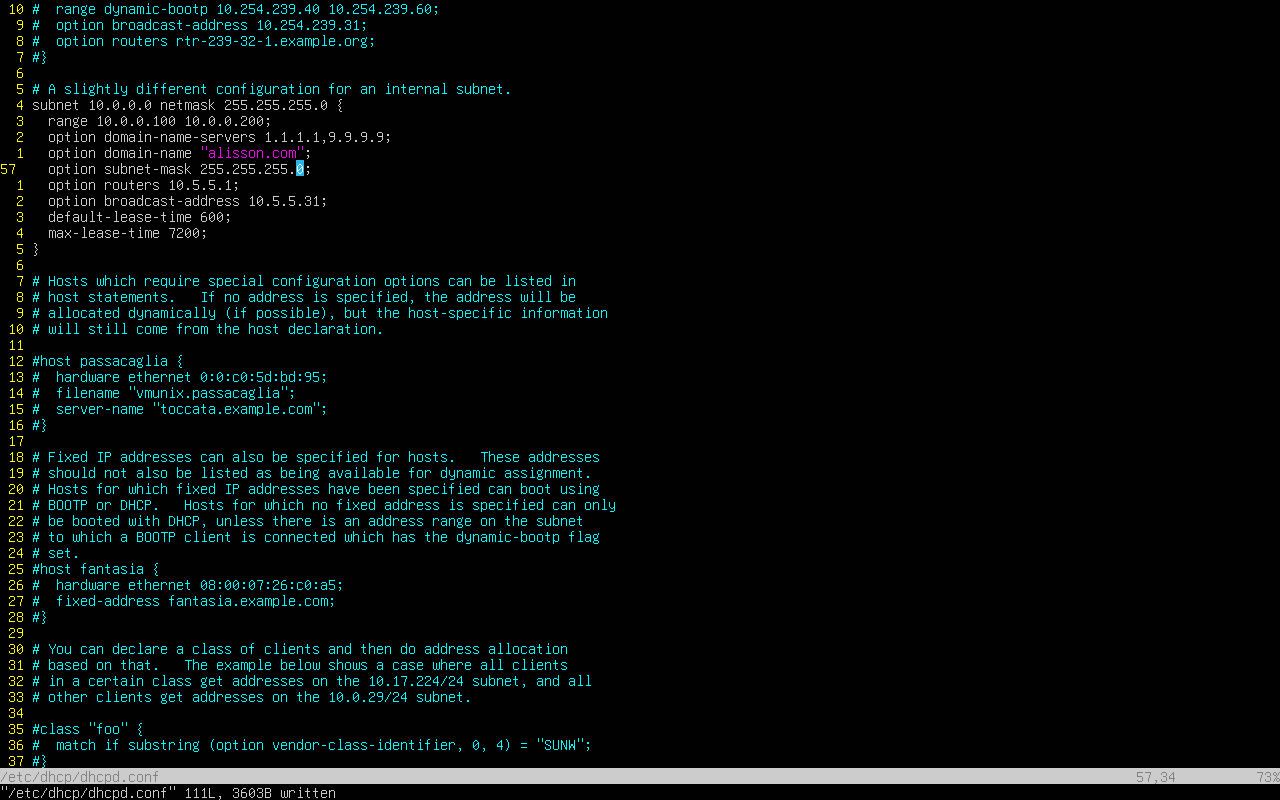 10 #  range dynamic-bootp 10.254.239.40 10.254.239.60;
9 #  option broadcast-address 10.254.239.31;
8 #  option routers rtr-239-32-1.example.org;
7 #}
6
5 # A slightly different configuration for an internal subnet.
4 subnet 10.0.0.0 netmask 255.255.255.0 {
3   range 10.0.0.100 10.0.0.200;
2   option domain-name-servers 1.1.1.1,9.9.9.9;
1   option domain-name "alisson.com";
57   option subnet-mask 255.255.255.0;
1   option routers 10.5.5.1;
2   option broadcast-address 10.5.5.31;
3   default-lease-time 600;
4   max-lease-time 7200;
5 }
6
7 # Hosts which require special configuration options can be listed in
8 # host statements.   If no address is specified, the address will be
9 # allocated dynamically (if possible), but the host-specific information
10 # will still come from the host declaration.
11
12 #host passacaglia {
13 #  hardware ethernet 0:0:c0:5d:bd:95;
14 #  filename "vmunix.passacaglia";
15 #  server-name "toccata.example.com";
16 #}
17
18 # Fixed IP addresses can also be specified for hosts.   These addresses
19 # should not also be listed as being available for dynamic assignment.
20 # Hosts for which fixed IP addresses have been specified can boot using
21 # BOOTP or DHCP.   Hosts for which no fixed address is specified can only
22 # be booted with DHCP, unless there is an address range on the subnet
23 # to which a BOOTP client is connected which has the dynamic-bootp flag
24 # set.
25 #host fantasia {
26 #  hardware ethernet 08:00:07:26:c0:a5;
27 #  fixed-address fantasia.example.com;
28 #}
29
30 # You can declare a class of clients and then do address allocation
31 # based on that.   The example below shows a case where all clients
32 # in a certain class get addresses on the 10.17.224/24 subnet, and all
33 # other clients get addresses on the 10.0.29/24 subnet.
34
35 #class "foo" {
36 #  match if substring (option vendor-class-identifier, 0, 4) = "SUNW";
37 #}
/etc/dhcp/dhcpd.conf 57,34 73%
"/etc/dhcp/dhcpd.conf" 111L, 3603B written